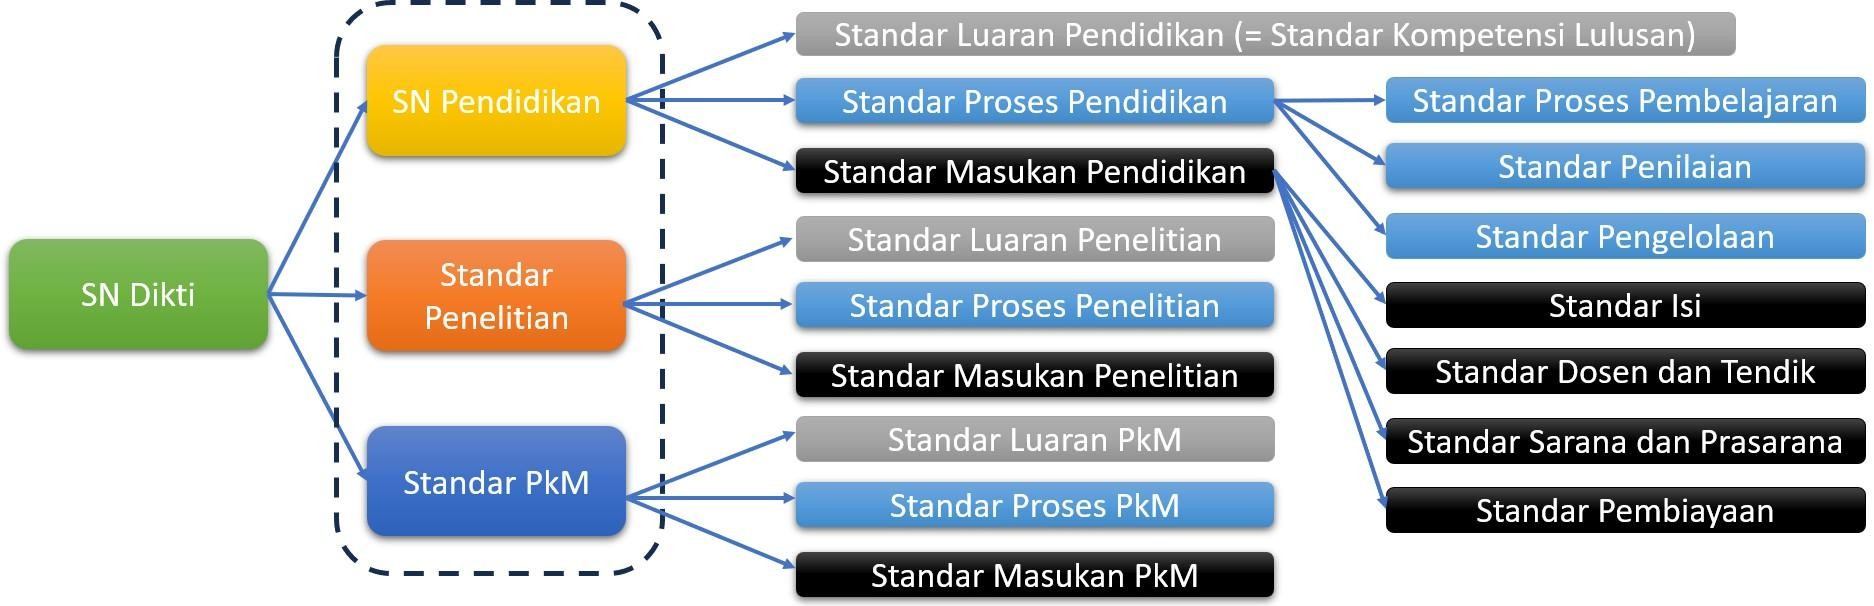 SN Dikti
SN Pendidikan
Standar
Penelitian
Standar PkM
Standar Luaran Pendidikan (= Standar Kompetensi Lulusan)
Standar Proses Pendidikan
Standar Masukan Pendidikan
Standar Luaran Penelitian
Standar Proses Penelitian
Standar Masukan Penelitian
Standar Luaran PkM
Standar Proses PkM
Standar Masukan PkM
Standar Proses Pembelajaran
Standar Penilaian
Standar Pengelolaan
Standar Isi
Standar Dosen dan Tendik
Standar Sarana dan Prasarana
Standar Pembiayaan